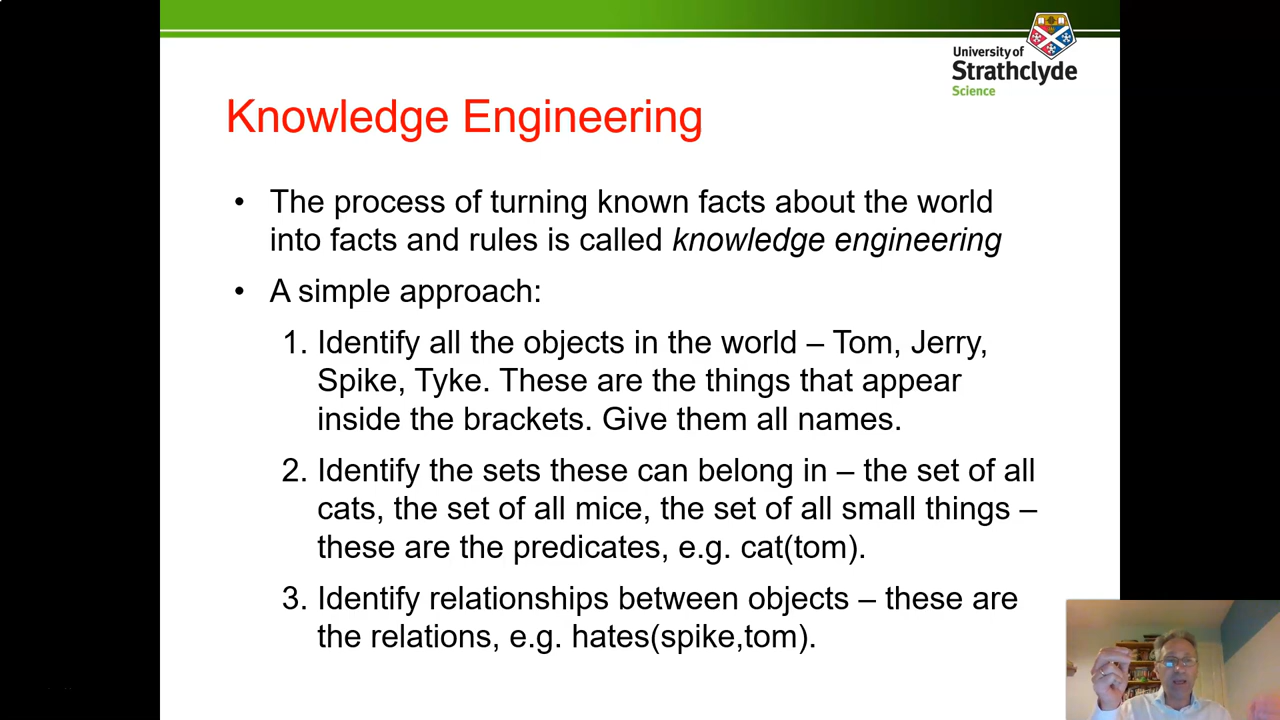 University of
Strathclyde
Science
Knowledge Engineering
• The process of turning known facts about the world
into facts and rules is called knowledge engineering
• A simple approach:
1. Identify all the objects in the world – Tom, Jerry,
Spike, Tyke. These are the things that appear
inside the brackets. Give them all names.
2. Identify the sets these can belong in – the set of all
cats, the set of all mice, the set of all small things –
these are the predicates, e.g. cat(tom).
3. Identify relationships between objects – these are
the relations, e.g. hates(spike,tom).